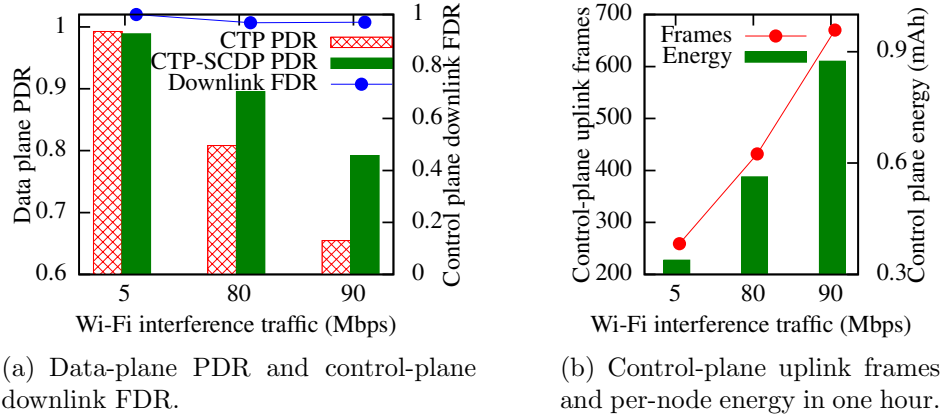 1
0.9
0.8
0.7
0.6
Data plane PDR
CTP PDR
CTP-SCDP PDR
Downlink FDR
1
0.8
0.6
0.4
0.2
0
Control plane downlink FDR
5 80 90
Wi-Fi interference traffic (Mbps)
(a) Data-plane PDR and control-plane
downlink FDR.
700
600
500
400
300
200
Control-plane uplink frames
Frames
Energy
0.9
0.6
0.3
Control plane energy (mAh)
5 80 90
Wi-Fi interference traffic (Mbps)
(b) Control-plane uplink frames
and per-node energy in one hour.